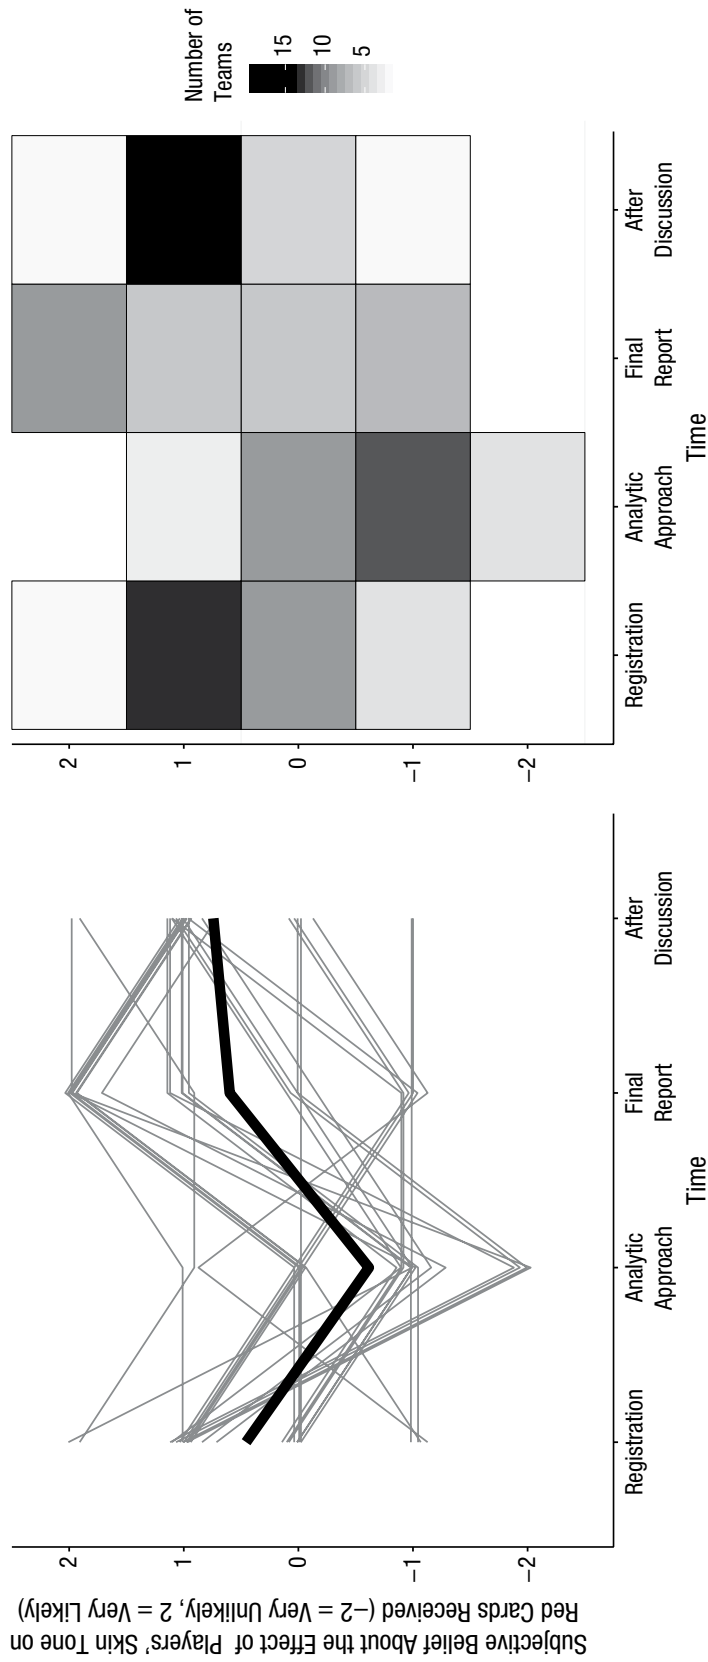 Subjective Belief About the Effect of Players’ Skin Tone on
Red Cards Received (−2 = Very Unlikely, 2 = Very Likely)
2
1
0
−1
−2
Registration
Analytic
Approach
Final
Report
After
Discussion
Time
2
1
0
−1
−2
Registration
Analytic
Approach
Final
Report
After
Discussion
Time
Number of
Teams
15
10
5